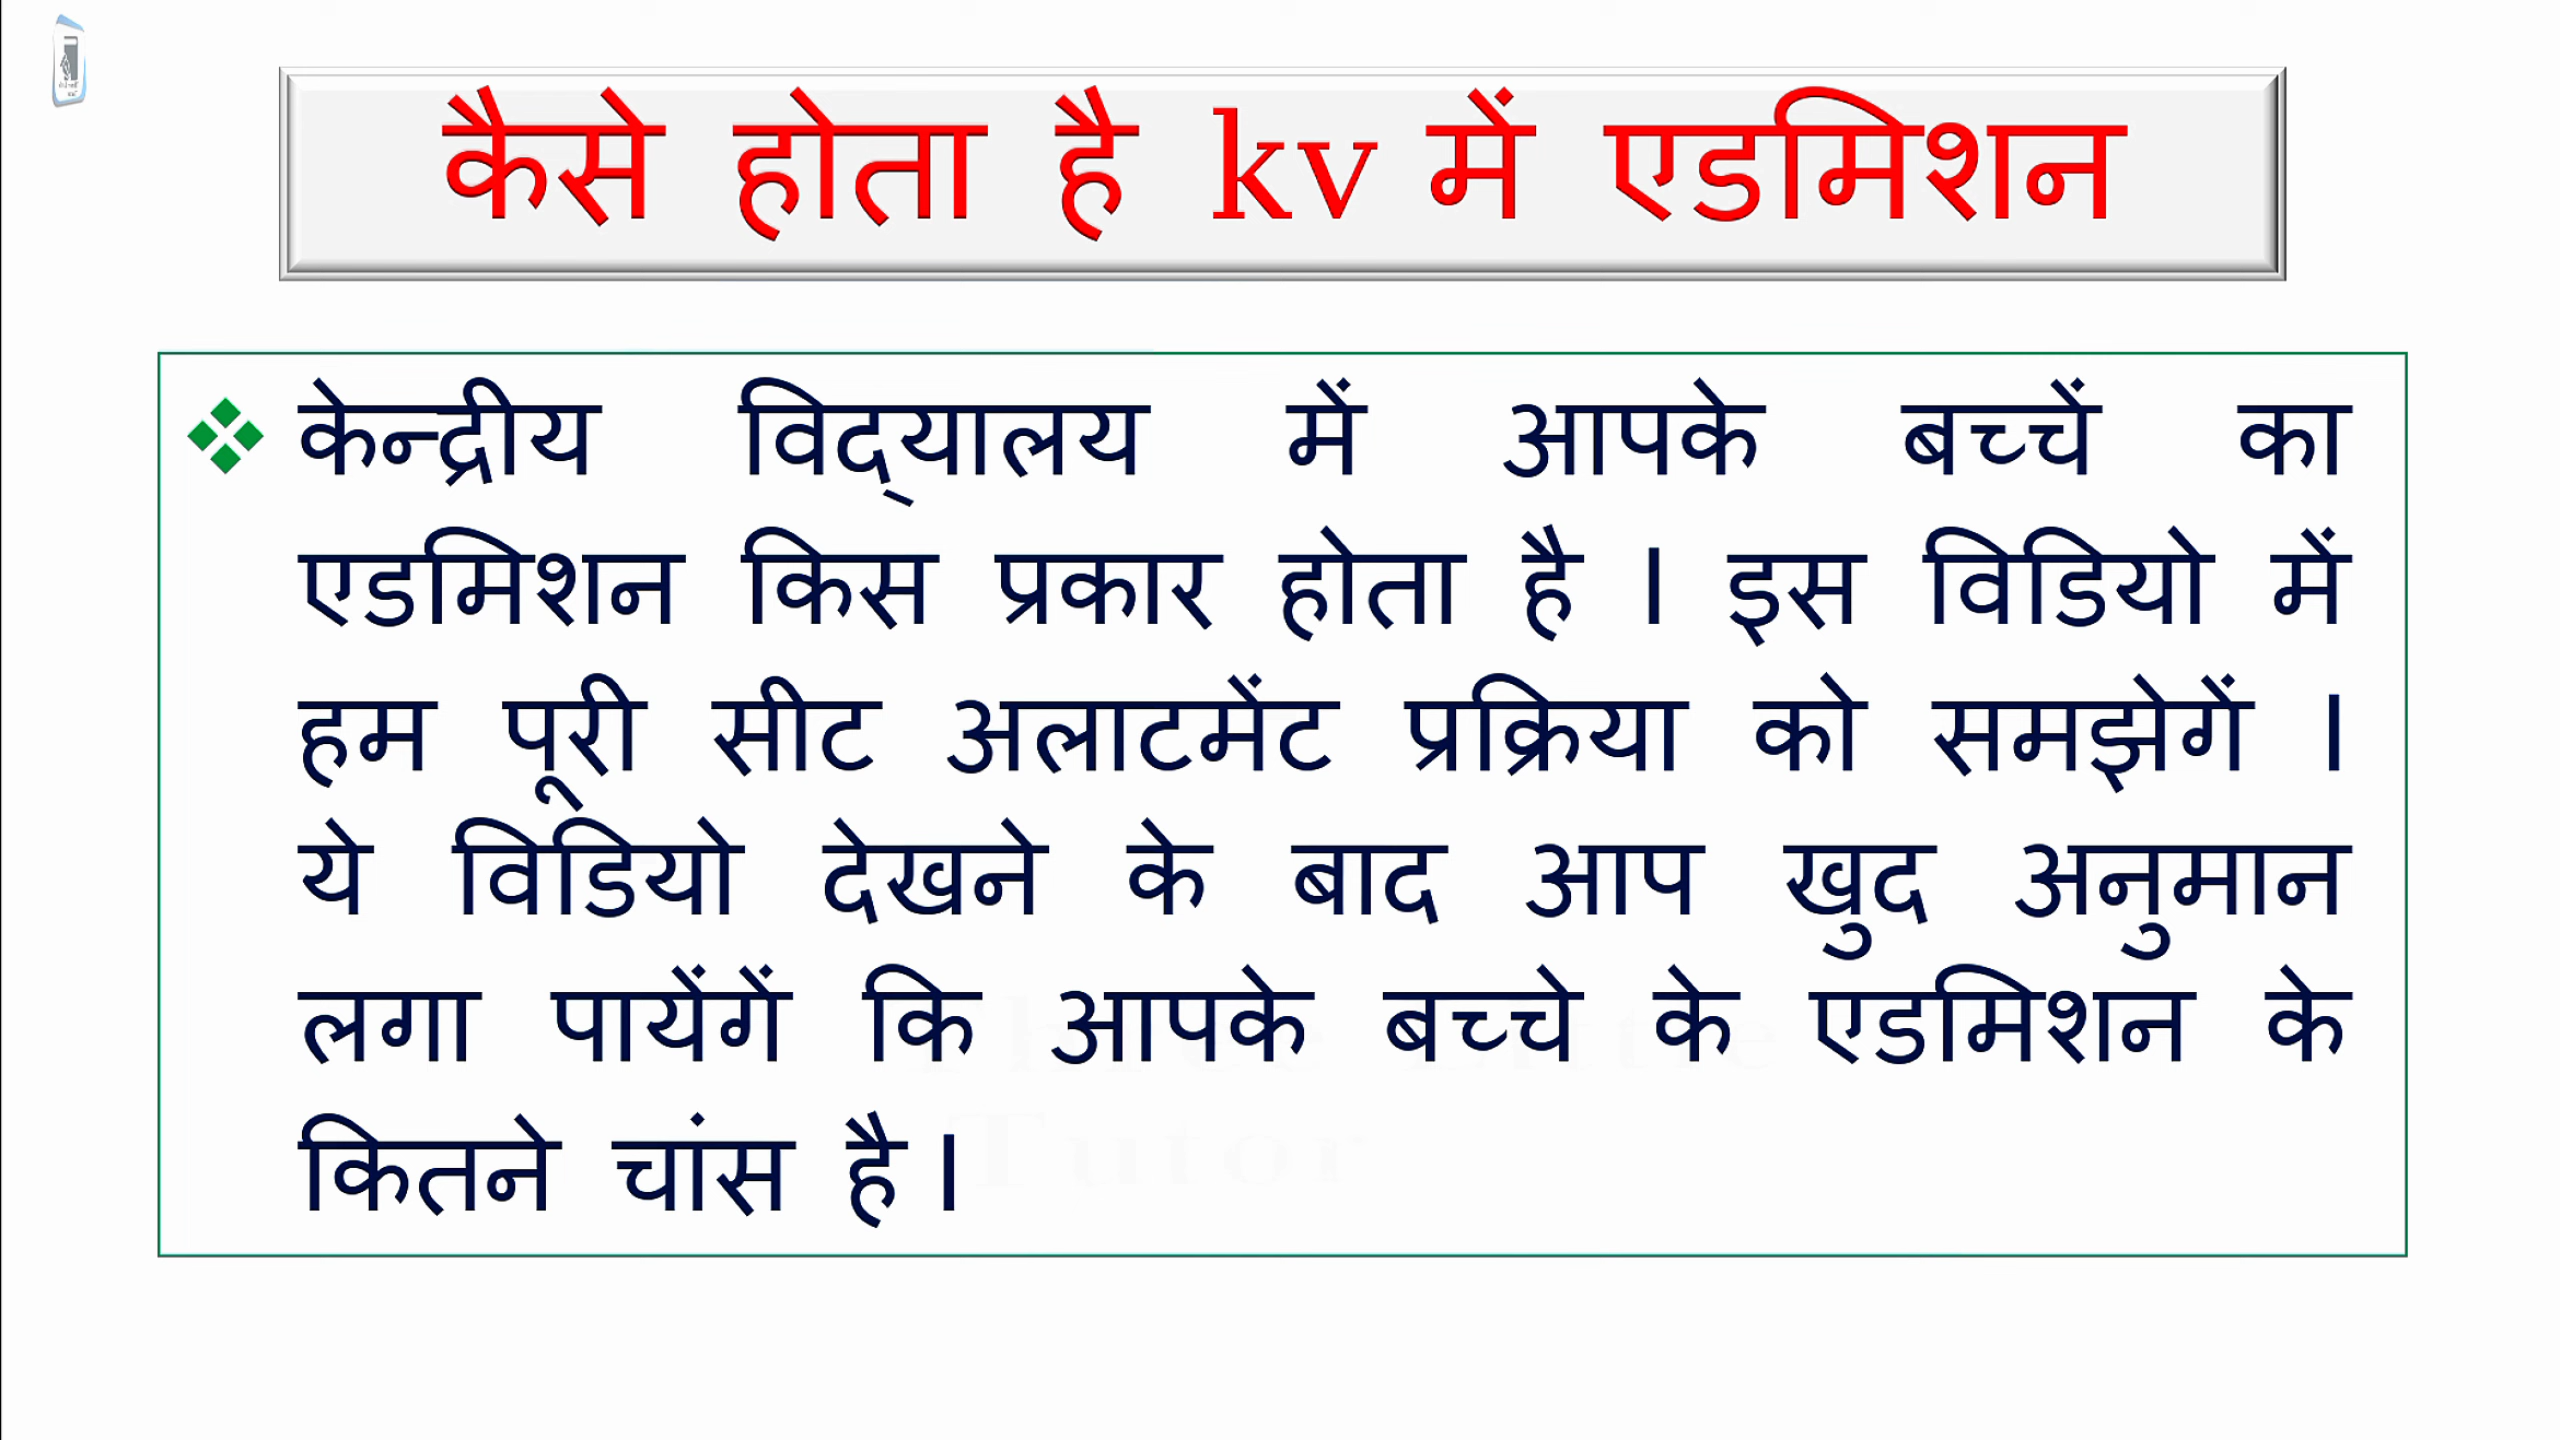 कैसे होता है kv में एडमिशन
❖ केन्द्रीय विद्यालय में आपके बच्चें का
एडमिशन किस प्रकार होता है । इस विडियो में
हम पूरी सीट अलाटमेंट प्रक्रिया को समझेगें ।
ये विडियो देखने के बाद आप खुद अनुमान
लगा पायेंगें कि आपके बच्चे के एडमिशन के
कितने चांस है ।
Tutor